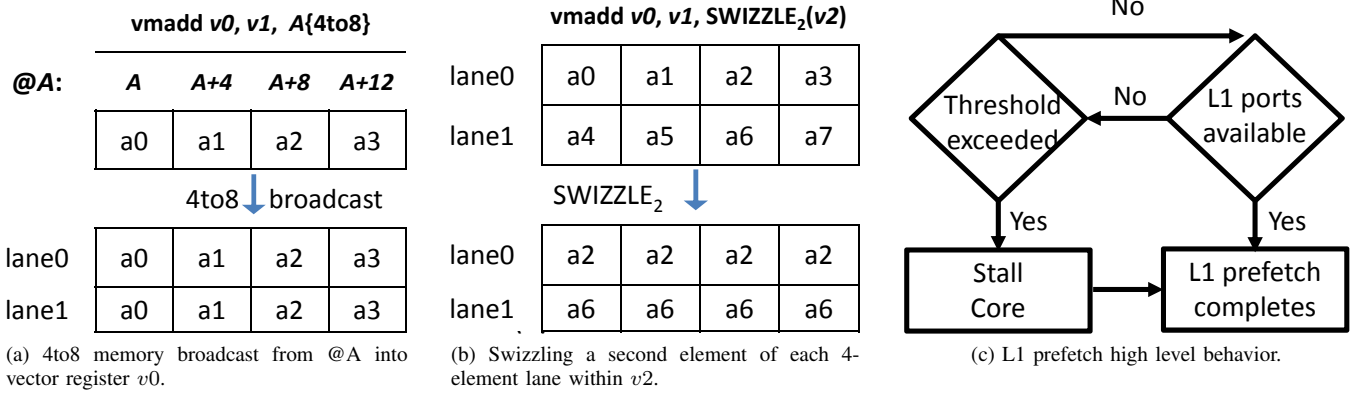 vmadd v0, v1, A{4to8}
@A: A A+4 A+8 A+12
a0 a1 a2 a3
4to8 broadcast
lane0 a0 a1 a2 a3
lane1 a0 a1 a2 a3
(a) 4to8 memory broadcast from @A into
vector register v0.
vmadd v0, v1, SWIZZLE₂(v2)
lane0 a0 a1 a2 a3
lane1 a4 a5 a6 a7
SWIZZLE₂
lane0 a2 a2 a2 a2
lane1 a6 a6 a6 a6
(b) Swizzling a second element of each 4-
element lane within v2.
No
Threshold
exceeded
No
L1 ports
available
Yes
Yes
Stall
Core
L1 prefetch
completes
(c) L1 prefetch high level behavior.